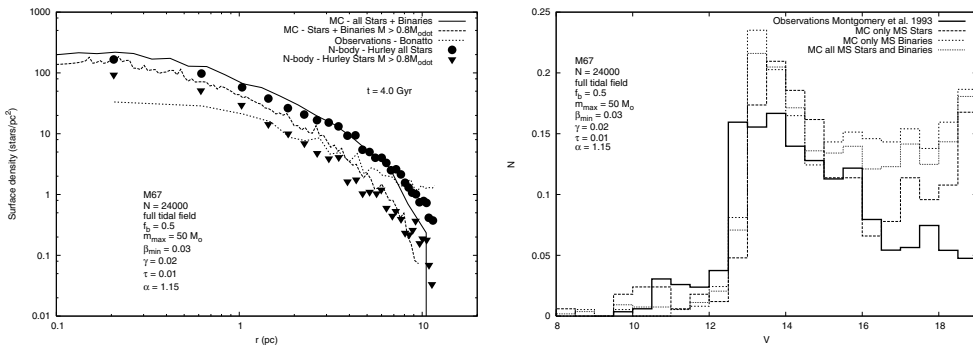 MC - all Stars + Binaries
MC - Stars + Binaries M > 0.8M_odot
Observations - Bonatto
N-body - Hurley all Stars
N-body - Hurley Stars M > 0.8M_odot
t = 4.0 Gyr
M67
N = 24000
full tidal field
f_b = 0.5
m_max = 50 M_o
β_min = 0.03
γ = 0.02
τ = 0.01
α = 1.15
Surface density (stars/pc²)
1000
100
10
1
0.1
0.01
0.1
1
10
100
r (pc)
Observations Montgomery et al. 1993
MC only MS Stars
MC only MS Binaries
MC all MS Stars and Binaries
M67
N = 24000
full tidal field
f_b = 0.5
m_max = 50 M_o
β_min = 0.03
γ = 0.02
τ = 0.01
α = 1.15
N
0.25
0.2
0.15
0.1
0.05
0
8
10
12
14
16
18
V